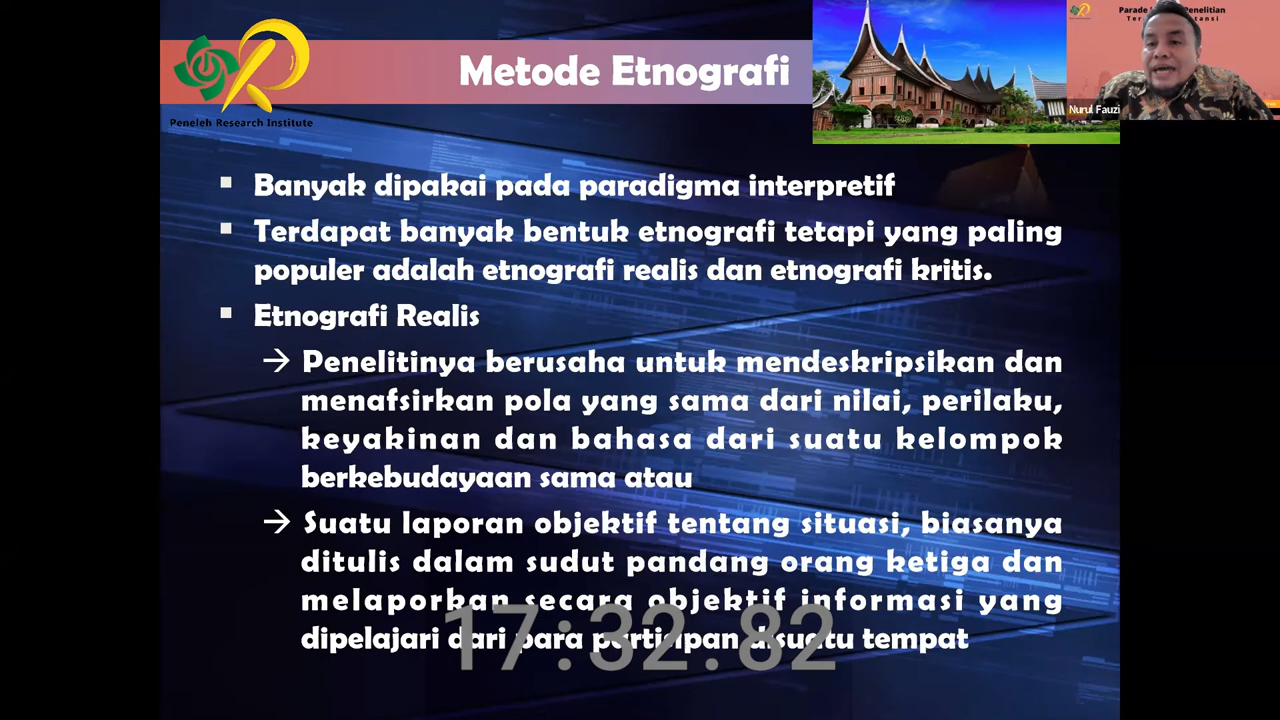 Peneleh Research Institute
Metode Etnografi
Nurul Fauzi
Banyak dipakai pada paradigma interpretif
Terdapat banyak bentuk etnografi tetapi yang paling
populer adalah etnografi realis dan etnografi kritis.
Etnografi Realis
→ Penelitinya berusaha untuk mendeskripsikan dan
menafsirkan pola yang sama dari nilai, perilaku,
keyakinan dan bahasa dari suatu kelompok
berkebudayaan sama atau
→ Suatu laporan objektif tentang situasi, biasanya
ditulis dalam sudut pandang orang ketiga dan
melaporkan secara objektif informasi yang
dipelajari dari para partisipan disuatu tempat
17:32.82